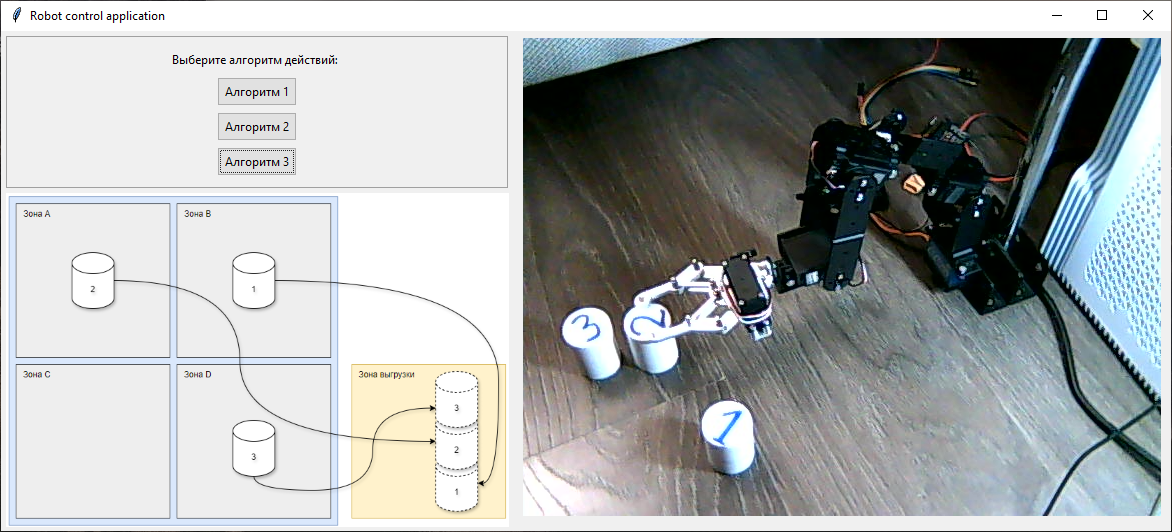 Robot control application
Выберите алгоритм действий:
Алгоритм 1
Алгоритм 2
Алгоритм 3
Зона A
Зона B
2
1
Зона C
Зона D
Зона выгрузки
3
3
2
1
3
2
1